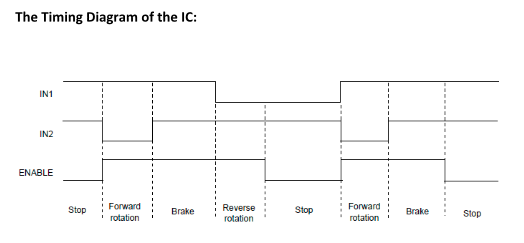 The Timing Diagram of the IC:
IN1
IN2
ENABLE
Stop
Forward
rotation
Brake
Reverse
rotation
Stop
Forward
rotation
Brake
Stop